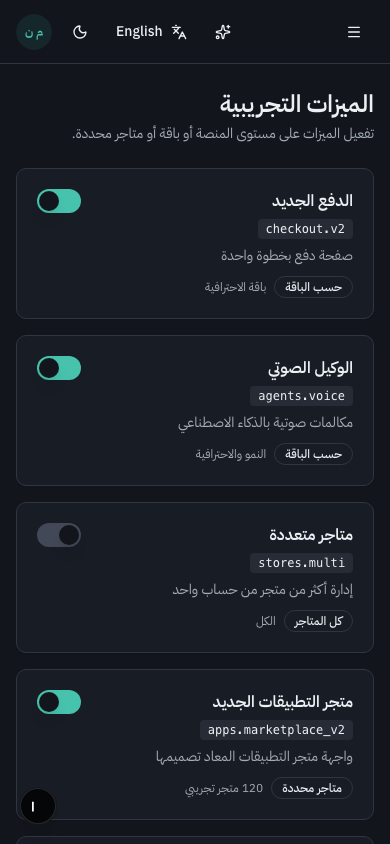 م ن
English
الميزات التجريبية
تفعيل الميزات على مستوى المنصة أو باقة أو متاجر محددة.
الدفع الجديد
checkout.v2
صفحة دفع بخطوة واحدة
حسب الباقة باقة الاحترافية
الوكيل الصوتي
agents.voice
مكالمات صوتية بالذكاء الاصطناعي
حسب الباقة النمو والاحترافية
متاجر متعددة
stores.multi
إدارة أكثر من متجر من حساب واحد
كل المتاجر الكل
متجر التطبيقات الجديد
apps.marketplace_v2
واجهة متجر التطبيقات المعاد تصميمها
متاجر محددة 120 متجر تجريبي